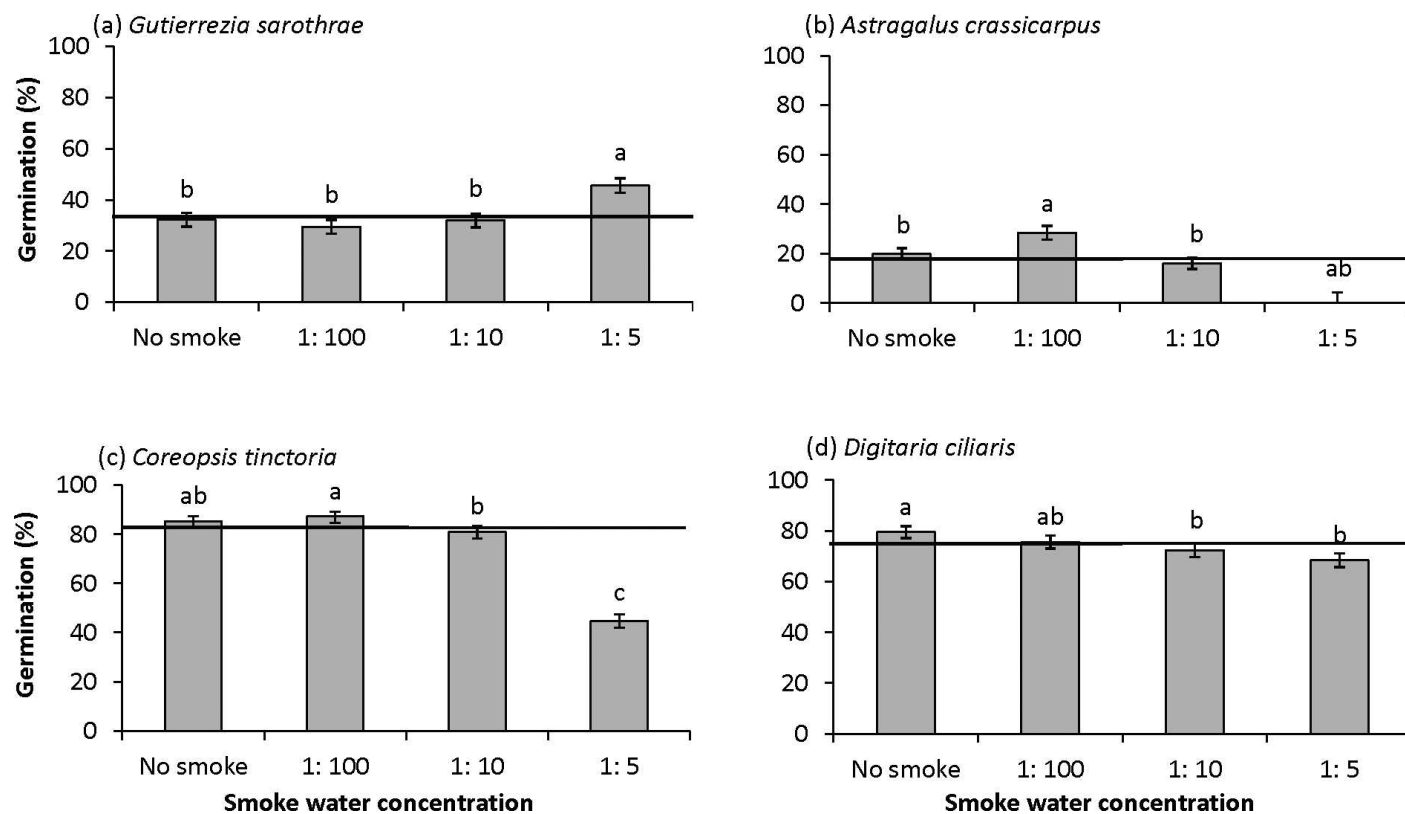 (a) Gutierrezia sarothrae
Germination (%)
100
80
60
40
20
0
b
b
b
a
No smoke 1: 100 1: 10 1: 5
(b) Astragalus crassicarpus
100
80
60
40
20
0
b
a
b
ab
No smoke 1: 100 1: 10 1: 5
(c) Coreopsis tinctoria
Germination (%)
100
80
60
40
20
0
ab
a
b
c
No smoke 1: 100 1: 10 1: 5
Smoke water concentration
(d) Digitaria ciliaris
100
80
60
40
20
0
a
ab
b
b
No smoke 1: 100 1: 10 1: 5
Smoke water concentration